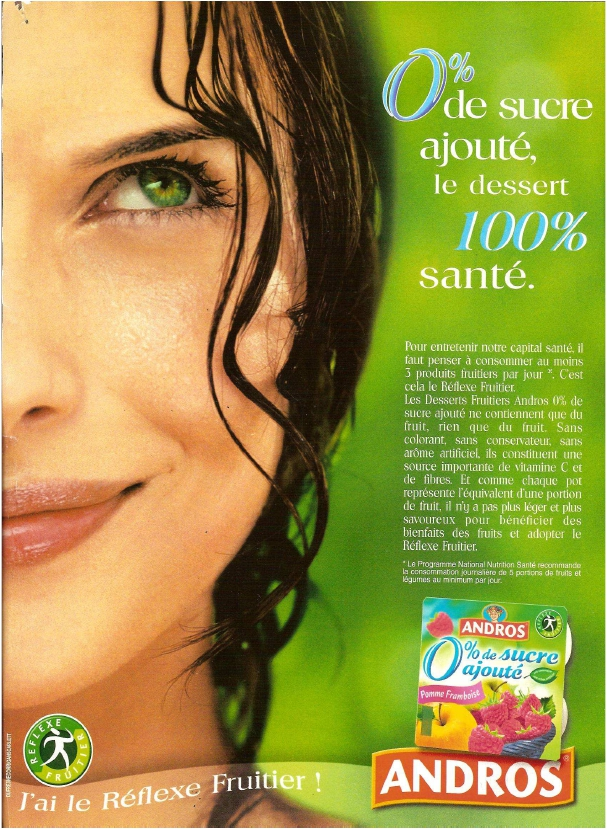 0%
de sucre
ajouté,
le dessert
100%
santé.
Pour entretenir notre capital santé, il
faut penser à consommer au moins
3 produits fruitiers par jour *. C'est
cela le Réflexe Fruitier.
Les Desserts Fruitiers Andros 0% de
sucre ajouté ne contiennent que du
fruit, rien que du fruit. Sans
colorant, sans conservateur, sans
arôme artificiel, ils constituent une
source importante de vitamine C et
de fibres. Et comme chaque pot
représente l'équivalent d'une portion
de fruit, il n'y a pas plus léger et plus
savoureux pour bénéficier des
bienfaits des fruits et adopter le
Réflexe Fruitier.
* Le Programme National Nutrition Santé recommande
la consommation journalière de 5 portions de fruits et
légumes au minimum par jour.
ANDROS
0% de sucre
ajouté
Pomme Framboise
REFLEXE
FRUITIER
J'ai le Réflexe Fruitier !
ANDROS